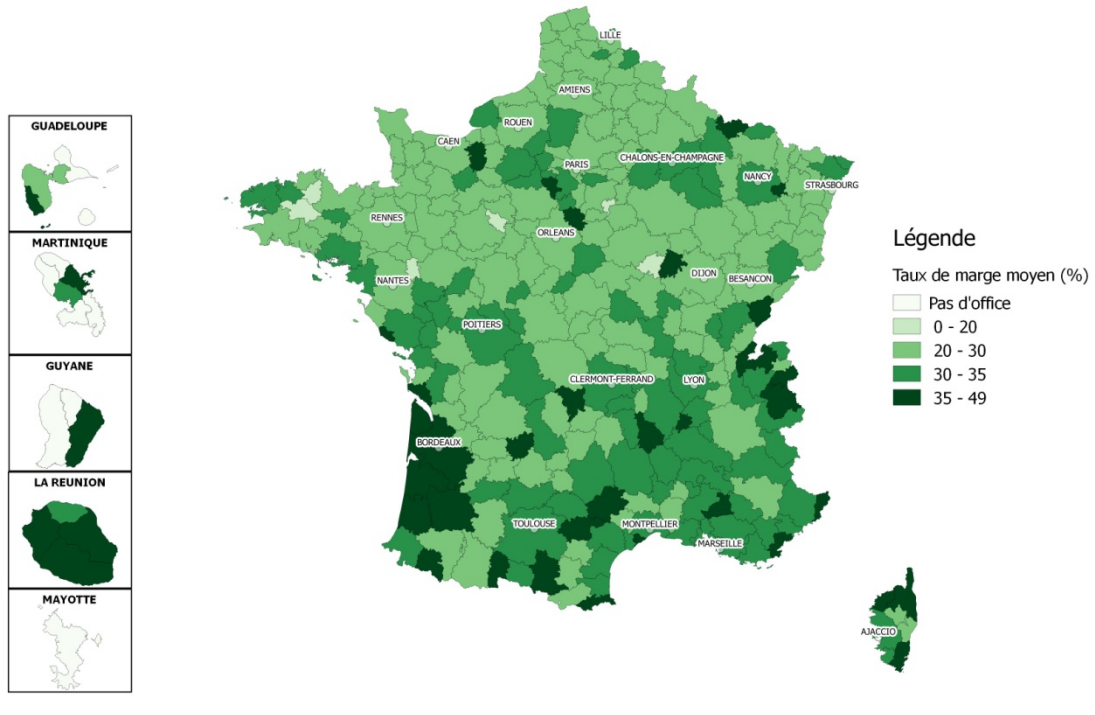 GUADELOUPE
MARTINIQUE
GUYANE
LA REUNION
MAYOTTE
LILLE
AMIENS
ROUEN
CAEN
PARIS
CHALONS-EN-CHAMPAGNE
NANCY
STRASBOURG
RENNES
ORLEANS
NANTES
DIJON
BESANCON
POITIERS
CLERMONT-FERRAND
LYON
BORDEAUX
TOULOUSE
MONTPELLIER
MARSEILLE
AJACCIO
Légende
Taux de marge moyen (%)
Pas d'office
0 - 20
20 - 30
30 - 35
35 - 49